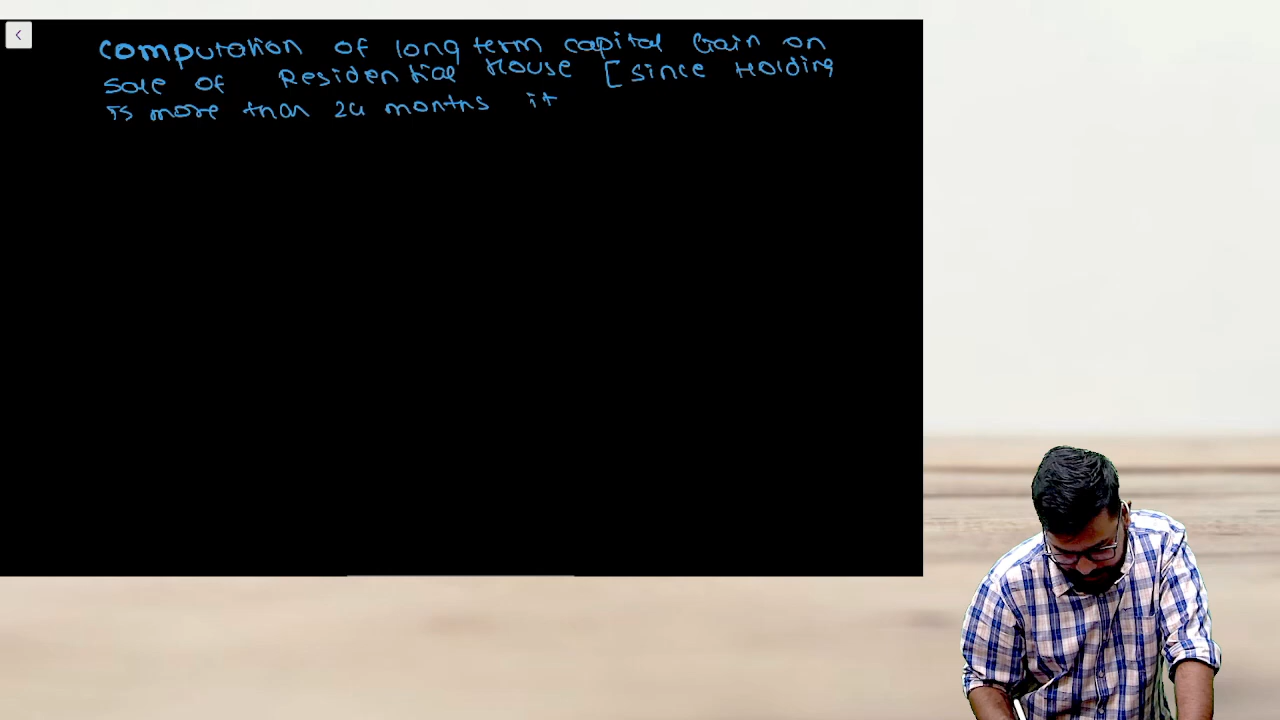 computation of long term capital Gain on
sale of Residential House [since Holding
is more than 24 months it